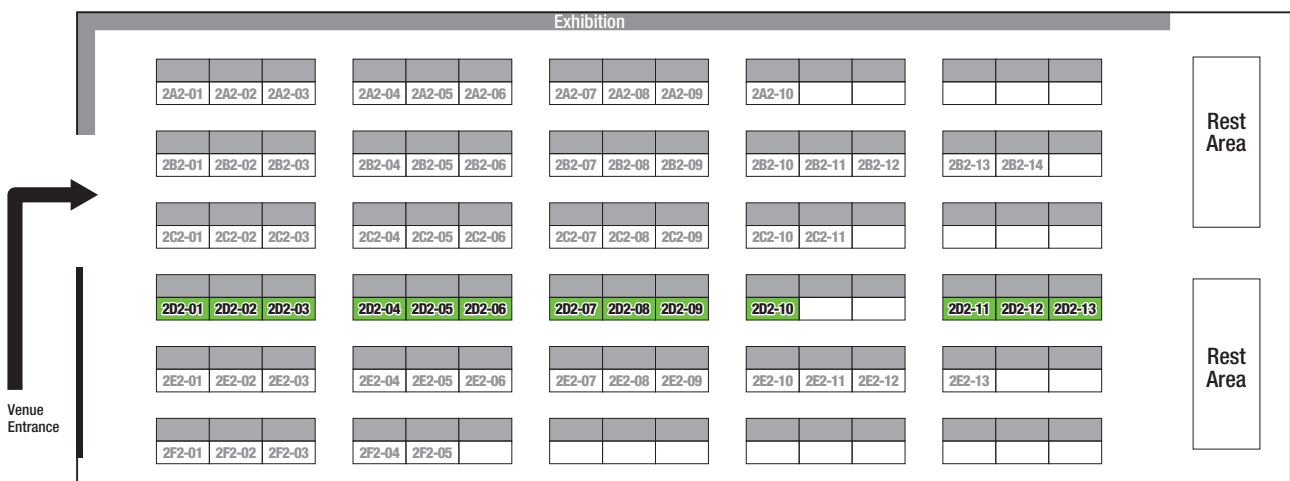 Exhibition
2A2-01 2A2-02 2A2-03 2A2-04 2A2-05 2A2-06 2A2-07 2A2-08 2A2-09 2A2-10
Rest
Area
2B2-01 2B2-02 2B2-03 2B2-04 2B2-05 2B2-06 2B2-07 2B2-08 2B2-09 2B2-10 2B2-11 2B2-12 2B2-13 2B2-14
2C2-01 2C2-02 2C2-03 2C2-04 2C2-05 2C2-06 2C2-07 2C2-08 2C2-09 2C2-10 2C2-11
2D2-01 2D2-02 2D2-03 2D2-04 2D2-05 2D2-06 2D2-07 2D2-08 2D2-09 2D2-10 2D2-11 2D2-12 2D2-13
Rest
Area
2E2-01 2E2-02 2E2-03 2E2-04 2E2-05 2E2-06 2E2-07 2E2-08 2E2-09 2E2-10 2E2-11 2E2-12 2E2-13
Venue
Entrance
2F2-01 2F2-02 2F2-03 2F2-04 2F2-05